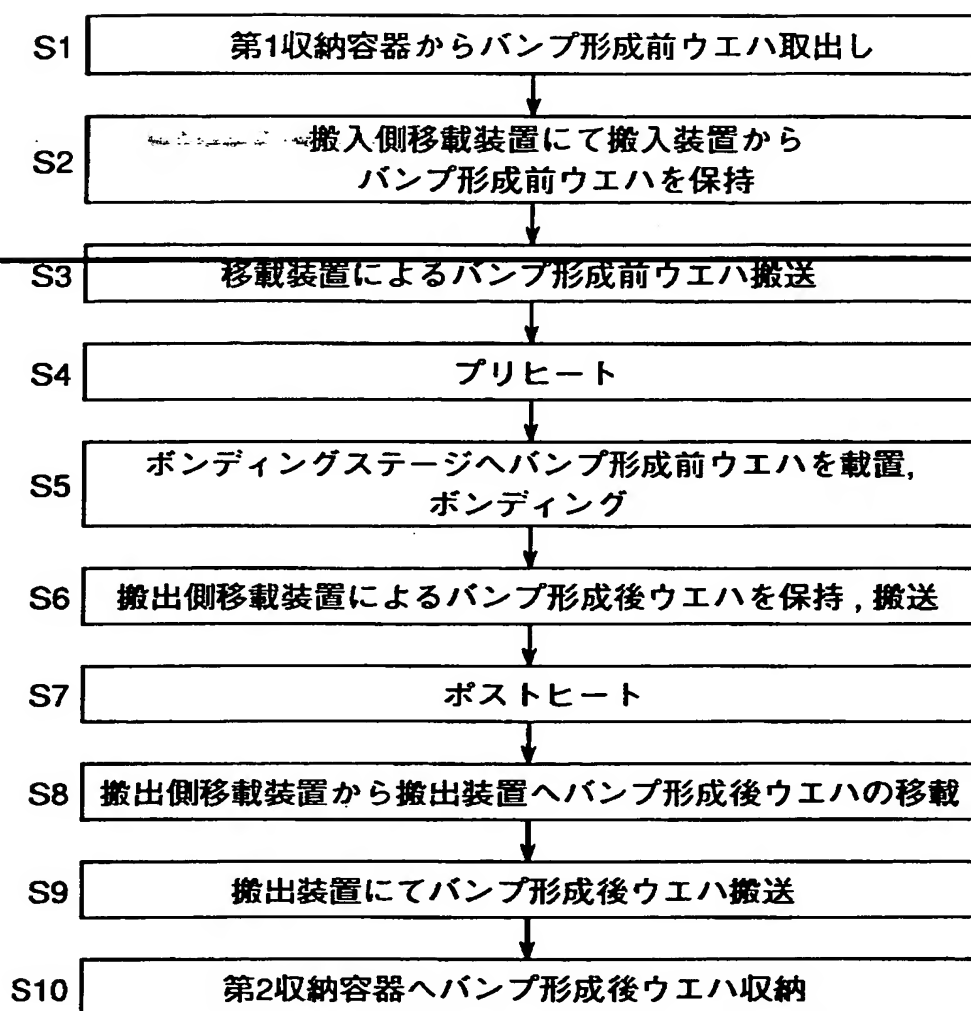 S1 第1収納容器からバンプ形成前ウエハ取出し
S2 搬入側移載装置にて搬入装置から
バンプ形成前ウエハを保持
S3 移載装置によるバンプ形成前ウエハ搬送
S4 プリヒート
S5 ボンディングステージへバンプ形成前ウエハを載置,
ボンディング
S6 搬出側移載装置によるバンプ形成後ウエハを保持 , 搬送
S7 ポストヒート
S8 搬出側移載装置から搬出装置へバンプ形成後ウエハの移載
S9 搬出装置にてバンプ形成後ウエハ搬送
S10 第2収納容器へバンプ形成後ウエハ収納